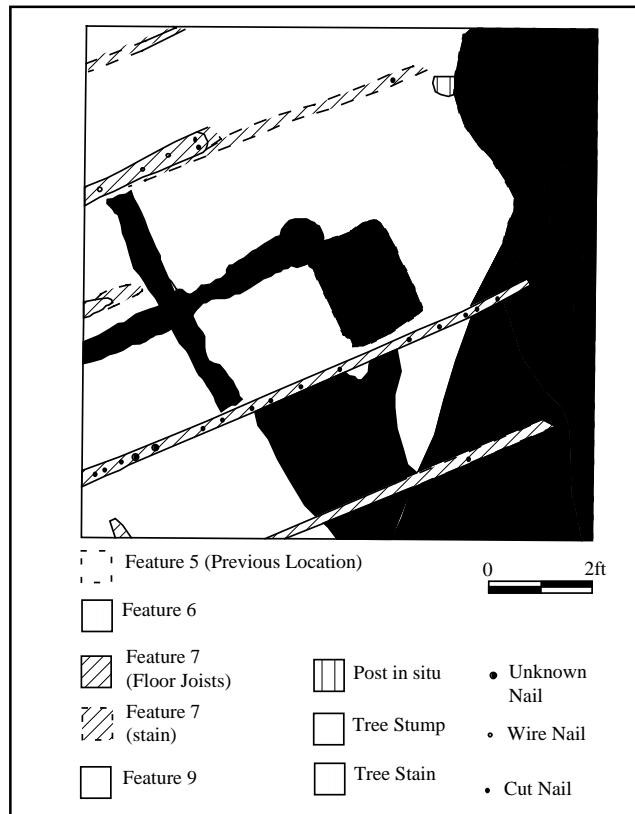 Feature 5 (Previous Location)
0 2ft
Feature 6
Feature 7
(Floor Joists)
Post in situ
Unknown
Nail
Feature 7
(stain)
Tree Stump
Wire Nail
Feature 9
Tree Stain
Cut Nail